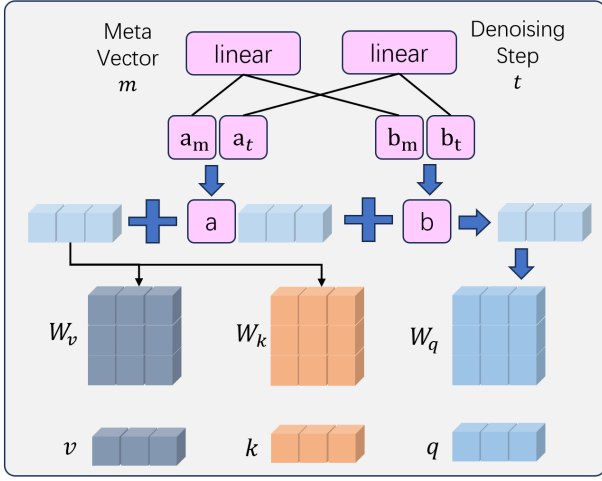 Meta
Vector
m
linear
linear
Denoising
Step
t
a_m a_t
b_m b_t
a
b
W_v
W_k
W_q
v
k
q